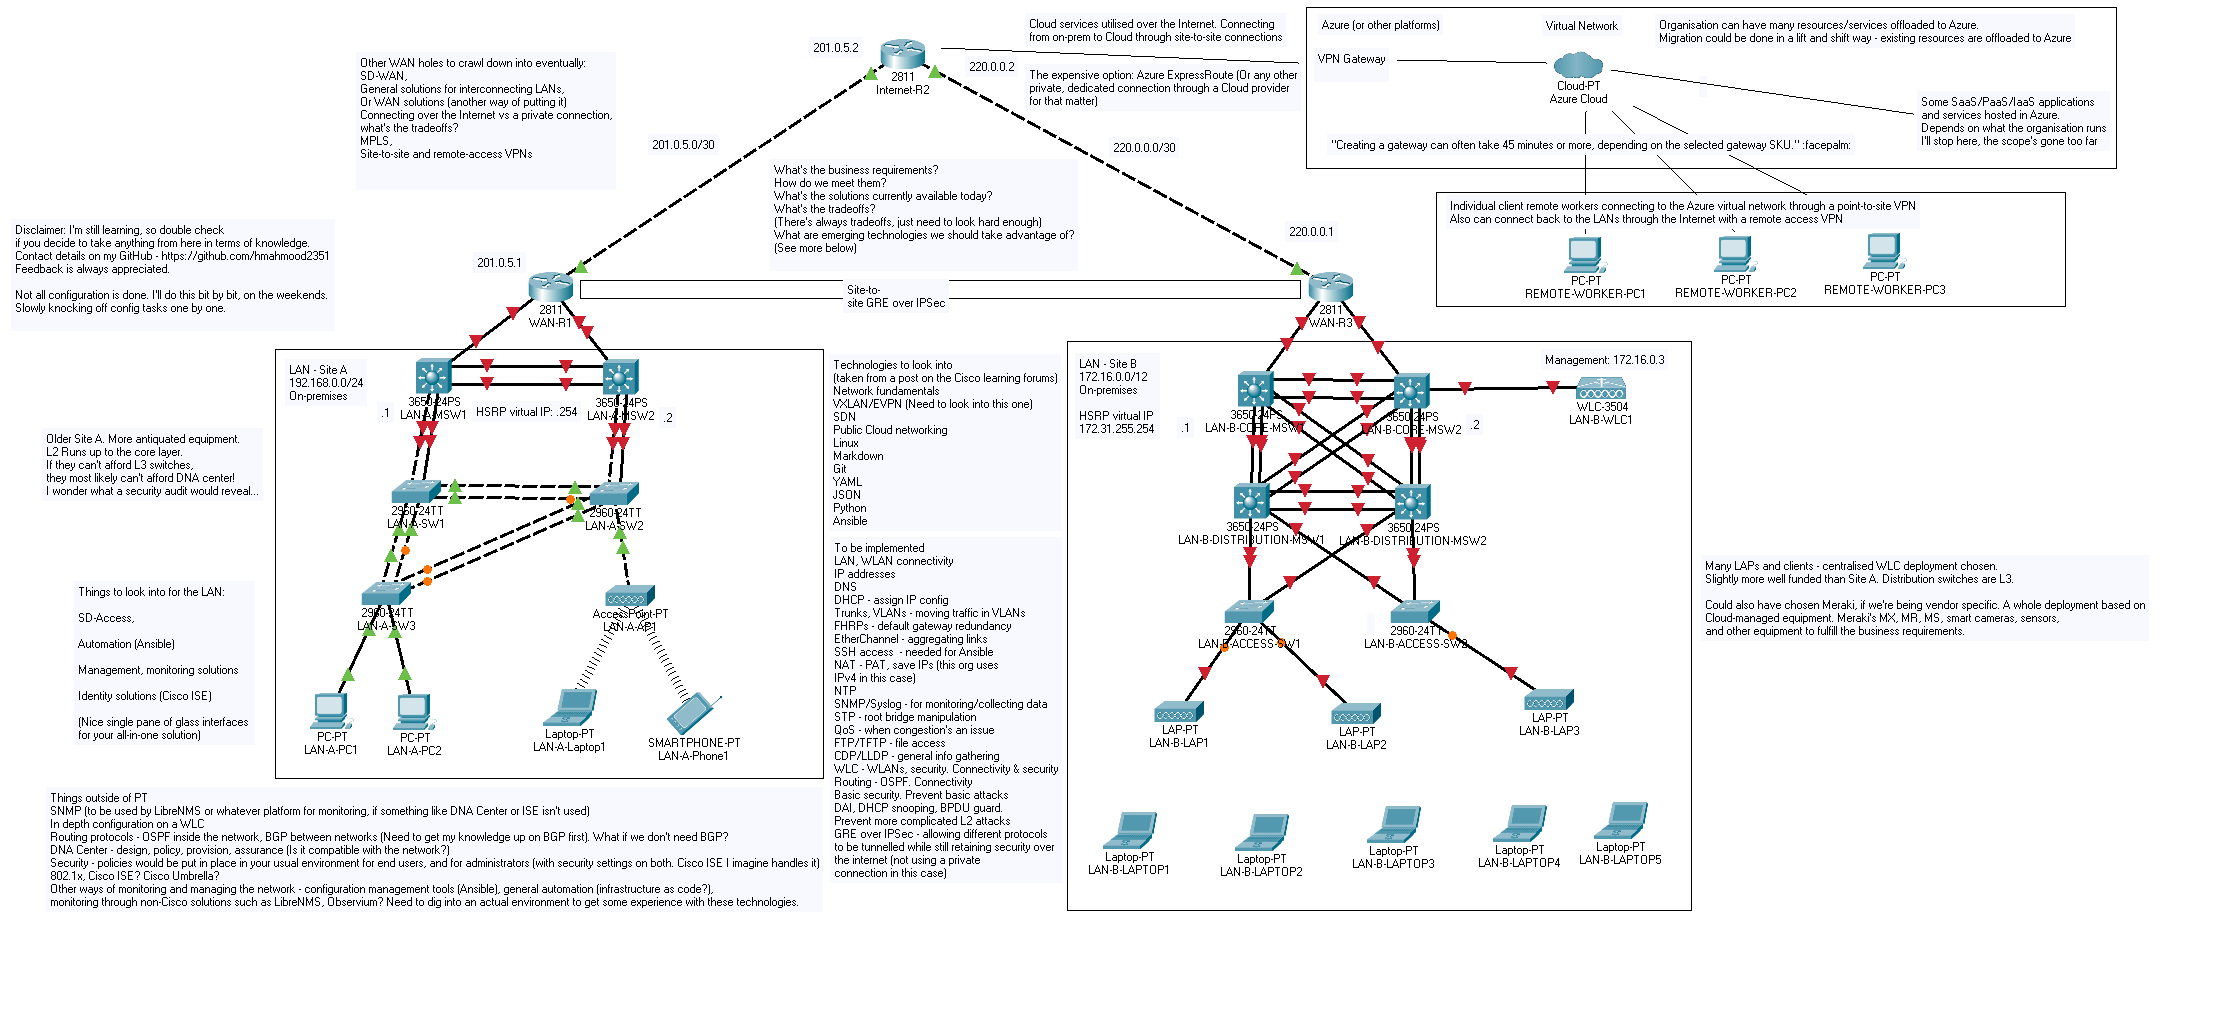 Cloud services utilised over the Internet. Connecting
from on-prem to Cloud through site-to-site connections
The expensive option: Azure ExpressRoute (Or any other
private, dedicated connection through a Cloud provider
for that matter)
201.0.5.2
220.0.0.2
2811
Internet-R2
Azure (or other platforms)
Virtual Network
Organisation can have many resources/services offloaded to Azure.
Migration could be done in a lift and shift way - existing resources are offloaded to Azure
VPN Gateway
Cloud-PT
Azure Cloud
Some SaaS/PaaS/IaaS applications
and services hosted in Azure.
Depends on what the organisation runs
I'll stop here, the scope's gone too far
"Creating a gateway can often take 45 minutes or more, depending on the selected gateway SKU." :facepalm:
Individual client remote workers connecting to the Azure virtual network through a point-to-site VPN
Also can connect back to the LANs through the Internet with a remote access VPN
PC-PT
REMOTE-WORKER-PC1
PC-PT
REMOTE-WORKER-PC2
PC-PT
REMOTE-WORKER-PC3
Other WAN holes to crawl down into eventually:
SD-WAN,
General solutions for interconnecting LANs,
Or WAN solutions (another way of putting it)
Connecting over the Internet vs a private connection,
what's the tradeoffs?
MPLS,
Site-to-site and remote-access VPNs
201.0.5.0/30
220.0.0.0/30
What's the business requirements?
How do we meet them?
What's the solutions currently available today?
What's the tradeoffs?
(There's always tradeoffs, just need to look hard enough)
What are emerging technologies we should take advantage of?
(See more below)
Disclaimer: I'm still learning, so double check
if you decide to take anything from here in terms of knowledge.
Contact details on my GitHub - https://github.com/hmahmood2351
Feedback is always appreciated.
Not all configuration is done. I'll do this bit by bit, on the weekends.
Slowly knocking off config tasks one by one.
201.0.5.1
220.0.0.1
2811
WAN-R1
Site-to-
site GRE over IPSec
2811
WAN-R3
LAN - Site A
192.168.0.0/24
On-premises
3650-24PS
LAN-A-MSW1
3650-24PS
LAN-A-MSW2
.1
HSRP virtual IP: .254
.2
Older Site A. More antiquated equipment.
L2 Runs up to the core layer.
If they can't afford L3 switches,
they most likely can't afford DNA center!
I wonder what a security audit would reveal...
2960-24TT
LAN-A-SW1
2960-24TT
LAN-A-SW2
2960-24TT
LAN-A-SW3
AccessPoint-PT
LAN-A-AP1
PC-PT
LAN-A-PC1
PC-PT
LAN-A-PC2
Laptop-PT
LAN-A-Laptop1
SMARTPHONE-PT
LAN-A-Phone1
Things to look into for the LAN:
SD-Access,
Automation (Ansible)
Management, monitoring solutions
Identity solutions (Cisco ISE)
(Nice single pane of glass interfaces
for your all-in-one solution)
Technologies to look into
(taken from a post on the Cisco learning forums)
Network fundamentals
VXLAN/EVPN (Need to look into this one)
SDN
Public Cloud networking
Linux
Markdown
Git
YAML
JSON
Python
Ansible
To be implemented
LAN, WLAN connectivity
IP addresses
DNS
DHCP - assign IP config
Trunks, VLANs - moving traffic in VLANs
FHRPs - default gateway redundancy
EtherChannel - aggregating links
SSH access  - needed for Ansible
NAT - PAT, save IPs (this org uses
IPv4 in this case)
NTP
SNMP/Syslog - for monitoring/collecting data
STP - root bridge manipulation
QoS - when congestion's an issue
FTP/TFTP - file access
CDP/LLDP - general info gathering
WLC - WLANs, security. Connectivity & security
Routing - OSPF. Connectivity
Basic security. Prevent basic attacks
DAI, DHCP snooping, BPDU guard.
Prevent more complicated L2 attacks
GRE over IPSec - allowing different protocols
to be tunnelled while still retaining security over
the internet (not using a private
connection in this case)
LAN - Site B
172.16.0.0/12
On-premises
HSRP virtual IP
172.31.255.254
.1
.2
Management: 172.16.0.3
3650-24PS
LAN-B-CORE-MSW1
3650-24PS
LAN-B-CORE-MSW2
WLC-3504
LAN-B-WLC1
3650-24PS
LAN-B-DISTRIBUTION-MSW1
3650-24PS
LAN-B-DISTRIBUTION-MSW2
2960-24TT
LAN-B-ACCESS-SW1
2960-24TT
LAN-B-ACCESS-SW2
LAP-PT
LAN-B-LAP1
LAP-PT
LAN-B-LAP2
LAP-PT
LAN-B-LAP3
Laptop-PT
LAN-B-LAPTOP1
Laptop-PT
LAN-B-LAPTOP2
Laptop-PT
LAN-B-LAPTOP3
Laptop-PT
LAN-B-LAPTOP4
Laptop-PT
LAN-B-LAPTOP5
Many LAPs and clients - centralised WLC deployment chosen.
Slightly more well funded than Site A. Distribution switches are L3.
Could also have chosen Meraki, if we're being vendor specific. A whole deployment based on
Cloud-managed equipment. Meraki's MX, MR, MS, smart cameras, sensors,
and other equipment to fulfill the business requirements.
Things outside of PT
SNMP (to be used by LibreNMS or whatever platform for monitoring, if something like DNA Center or ISE isn't used)
In depth configuration on a WLC
Routing protocols - OSPF inside the network, BGP between networks (Need to get my knowledge up on BGP first). What if we don't need BGP?
DNA Center - design, policy, provision, assurance (Is it compatible with the network?)
Security - policies would be put in place in your usual environment for end users, and for administrators (with security settings on both. Cisco ISE I imagine handles it)
802.1x, Cisco ISE? Cisco Umbrella?
Other ways of monitoring and managing the network - configuration management tools (Ansible), general automation (infrastructure as code?),
monitoring through non-Cisco solutions such as LibreNMS, Observium? Need to dig into an actual environment to get some experience with these technologies.